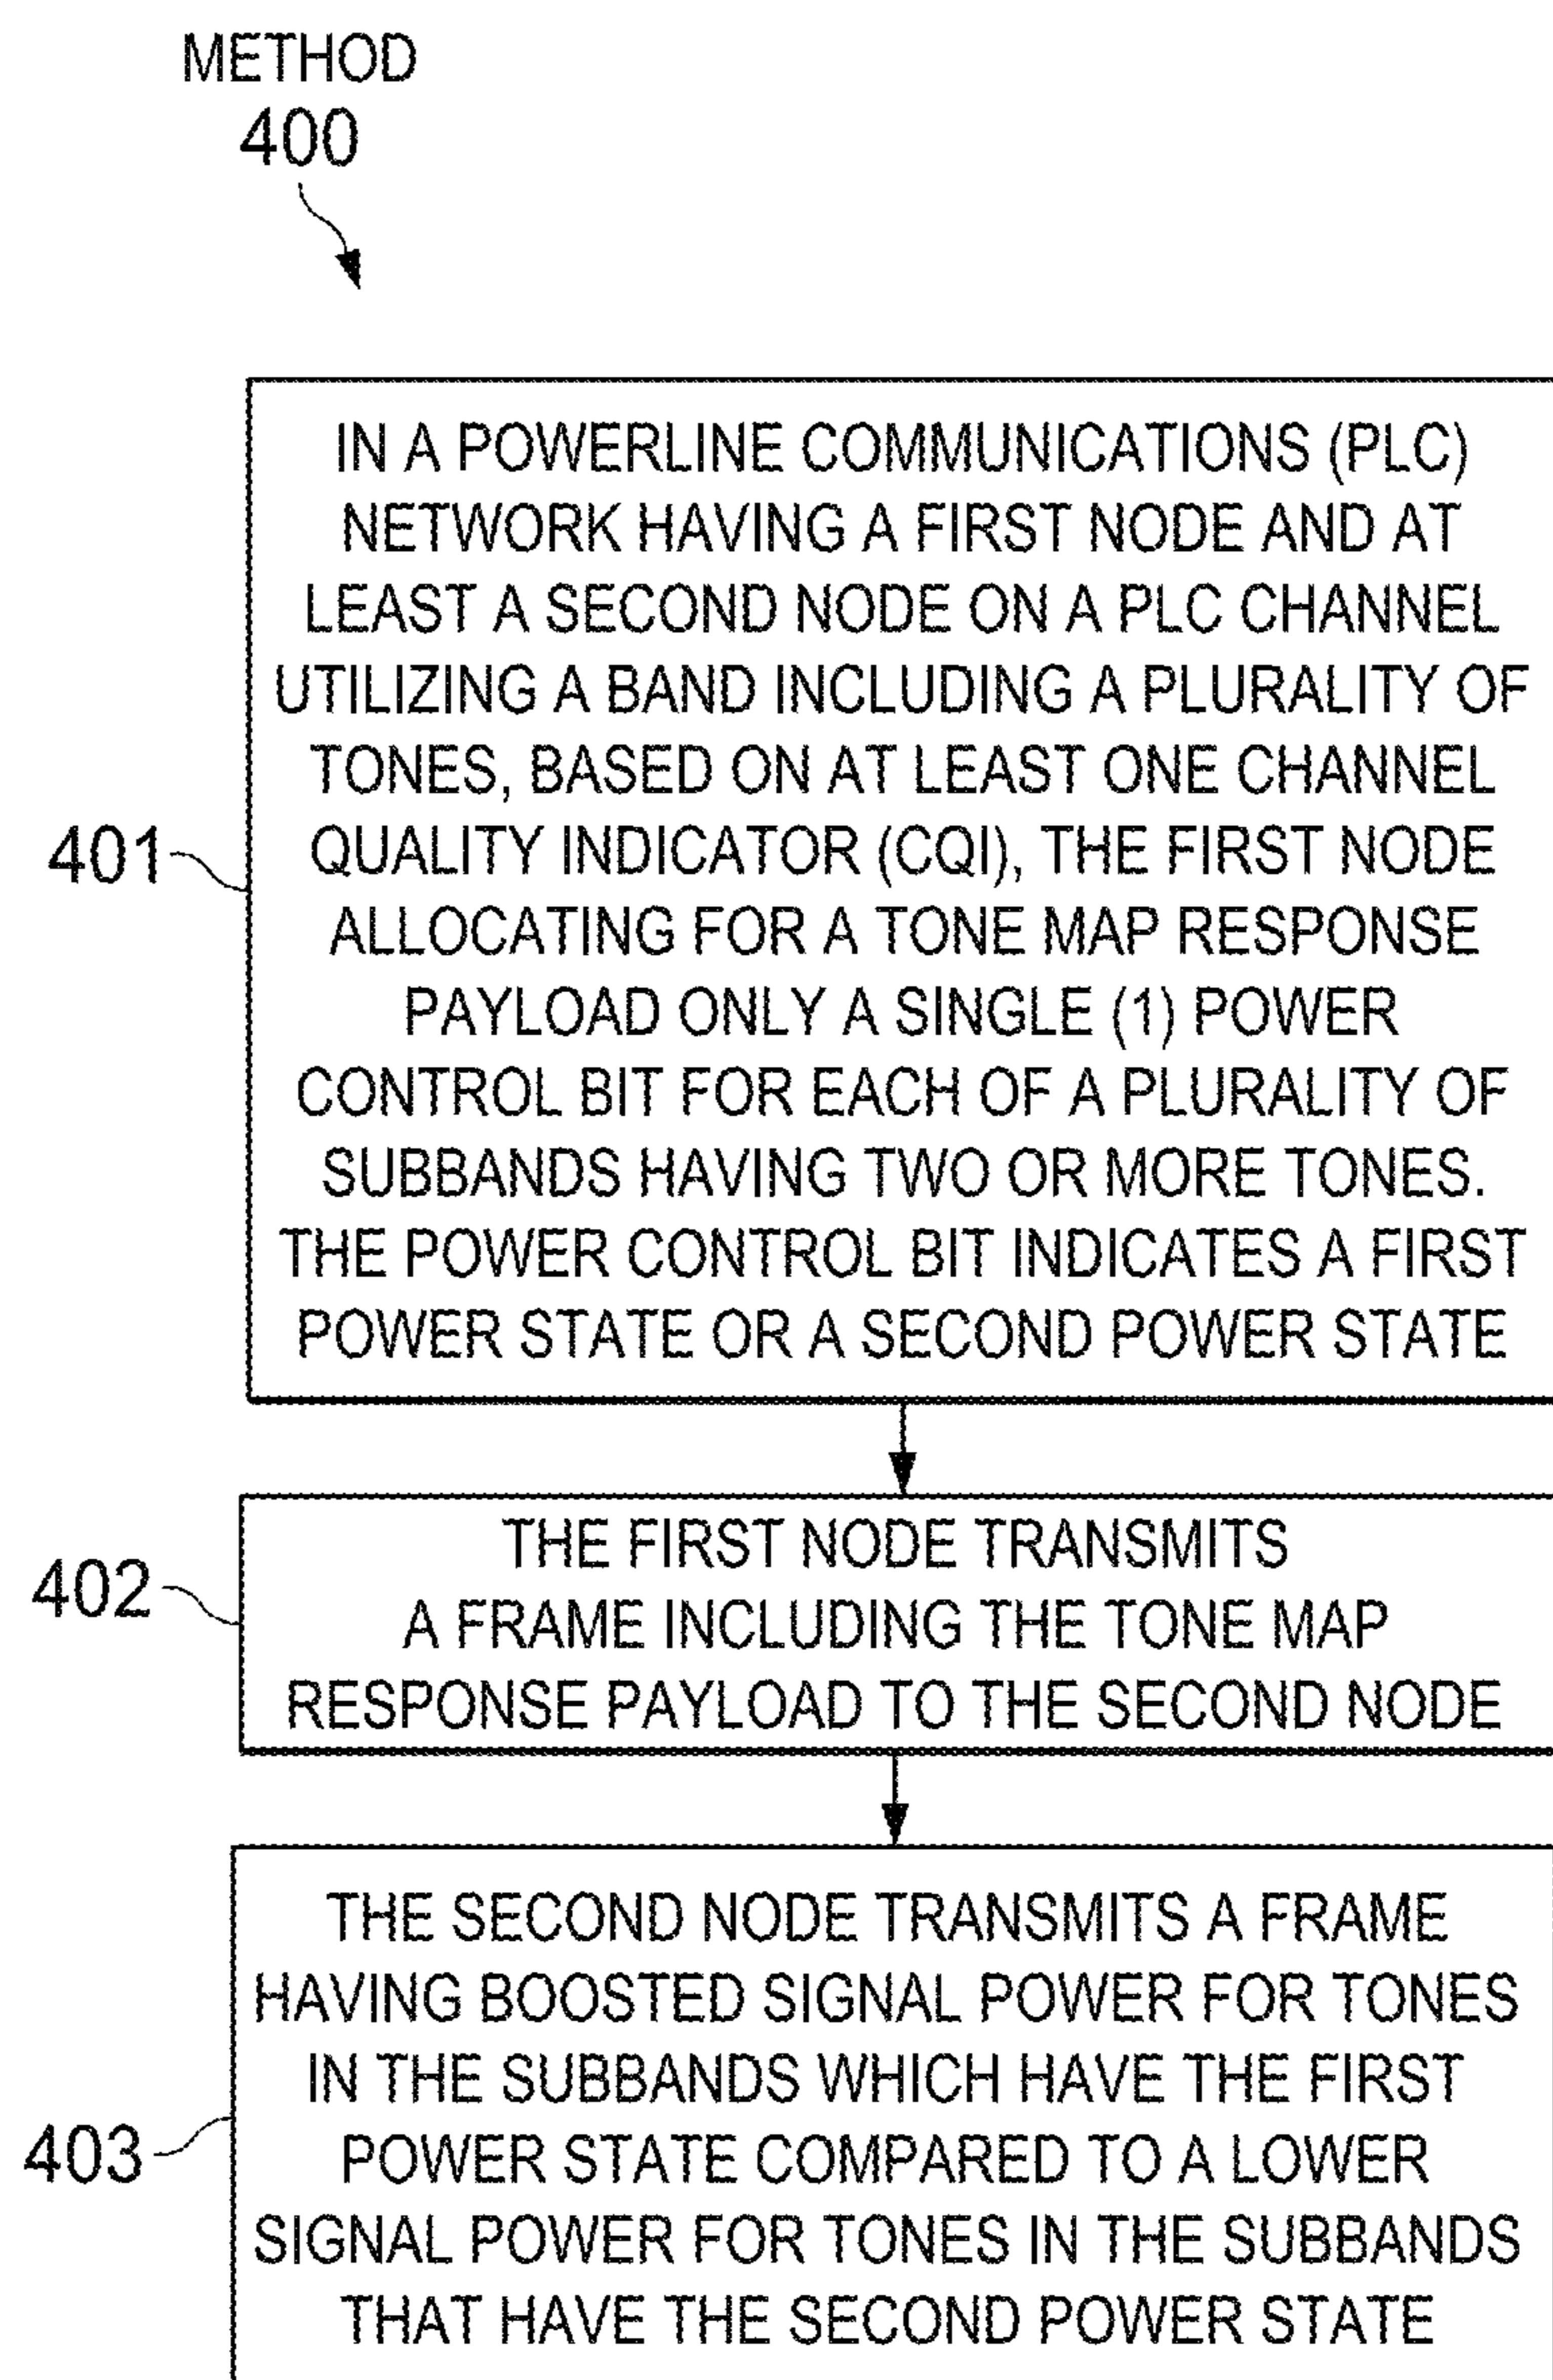 METHOD
400
IN A POWERLINE COMMUNICATIONS (PLC)
NETWORK HAVING A FIRST NODE AND AT
LEAST A SECOND NODE ON A PLC CHANNEL
UTILIZING A BAND INCLUDING A PLURALITY OF
TONES, BASED ON AT LEAST ONE CHANNEL
QUALITY INDICATOR (CQI), THE FIRST NODE
ALLOCATING FOR A TONE MAP RESPONSE
PAYLOAD ONLY A SINGLE (1) POWER
CONTROL BIT FOR EACH OF A PLURALITY OF
SUBBANDS HAVING TWO OR MORE TONES.
THE POWER CONTROL BIT INDICATES A FIRST
POWER STATE OR A SECOND POWER STATE
401
THE FIRST NODE TRANSMITS
A FRAME INCLUDING THE TONE MAP
RESPONSE PAYLOAD TO THE SECOND NODE
402
THE SECOND NODE TRANSMITS A FRAME
HAVING BOOSTED SIGNAL POWER FOR TONES
IN THE SUBBANDS WHICH HAVE THE FIRST
POWER STATE COMPARED TO A LOWER
SIGNAL POWER FOR TONES IN THE SUBBANDS
THAT HAVE THE SECOND POWER STATE
403